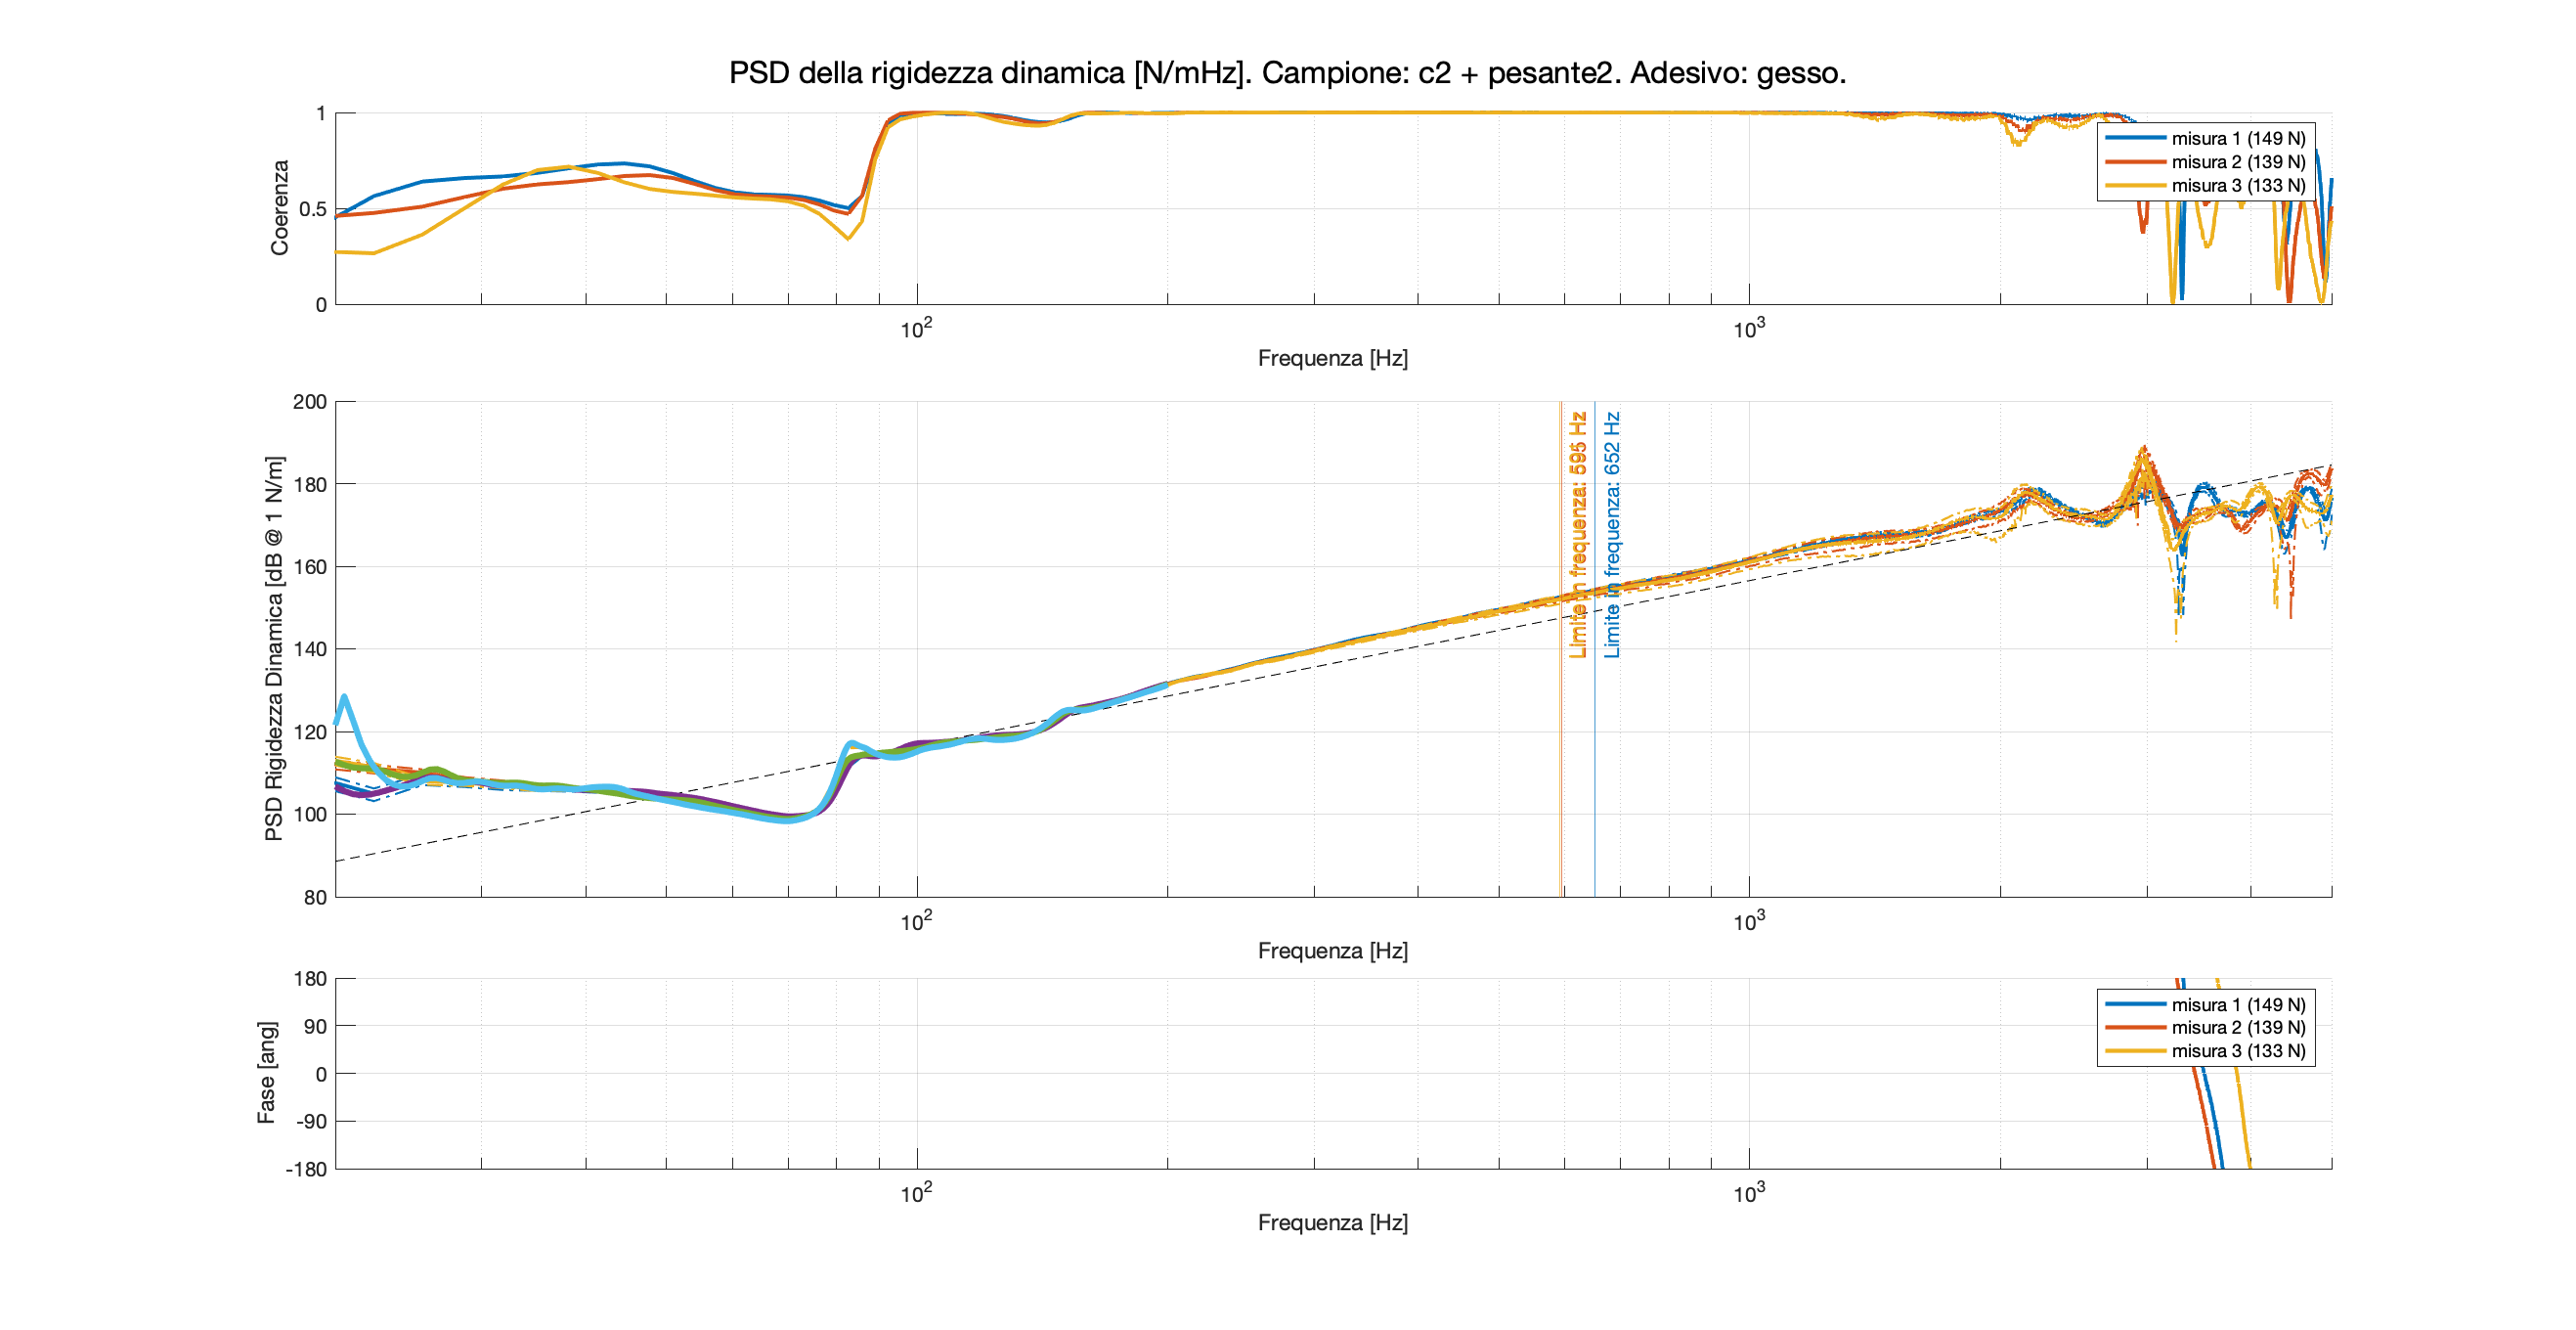 PSD della rigidezza dinamica [N/mHz]. Campione: c2 + pesante2. Adesivo: gesso.
Coerenza
1
0.5
0
misura 1 (149 N)
misura 2 (139 N)
misura 3 (133 N)
10^2
10^3
Frequenza [Hz]
PSD Rigidezza Dinamica [dB @ 1 N/m]
200
180
160
140
120
100
80
Limite in frequenza: 595 Hz
Limite in frequenza: 652 Hz
10^2
10^3
Frequenza [Hz]
Fase [ang]
180
90
0
-90
-180
misura 1 (149 N)
misura 2 (139 N)
misura 3 (133 N)
10^2
10^3
Frequenza [Hz]